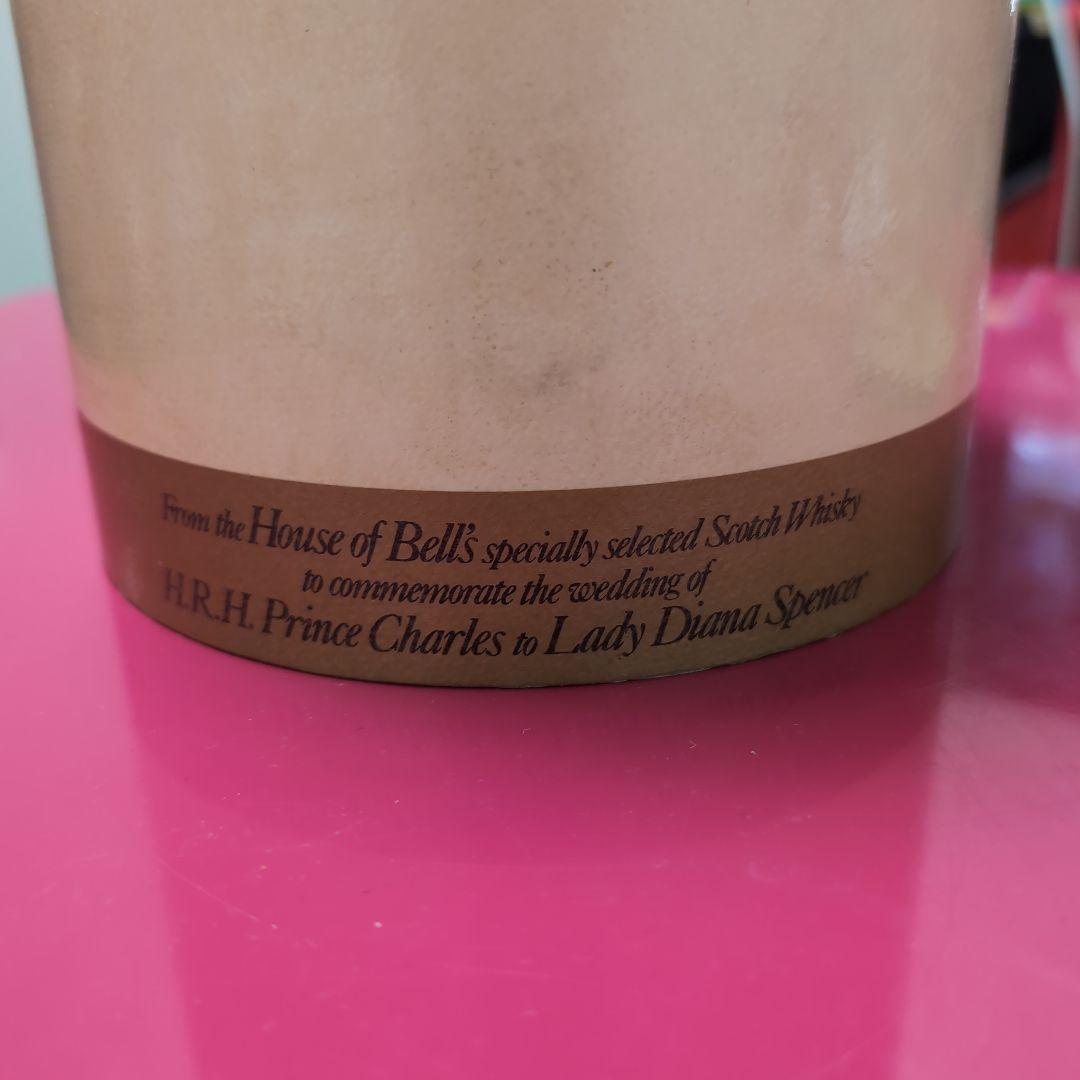 From the House of Bell's specially selected Scotch Whisky
to commemorate the wedding of
H.R.H. Prince Charles to Lady Diana Spencer